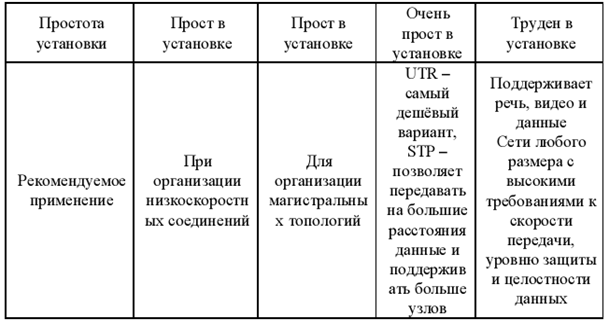 Простота
установки
Прост в
установке
Прост в
установке
Очень
прост в
установке
Труден в
установке
Рекомендуемое
применение
При
организации
низкоскоростн
ых соединений
Для
организации
магистральны
х топологий
UTR –
самый
дешёвый
вариант,
STP –
позволяет
передавать
на большие
расстояния
данные и
поддержив
ать больше
узлов
Поддерживает
речь, видео и
данные
Сети любого
размера с
высокими
требованиями к
скорости
передачи,
уровню защиты
и целостности
данных